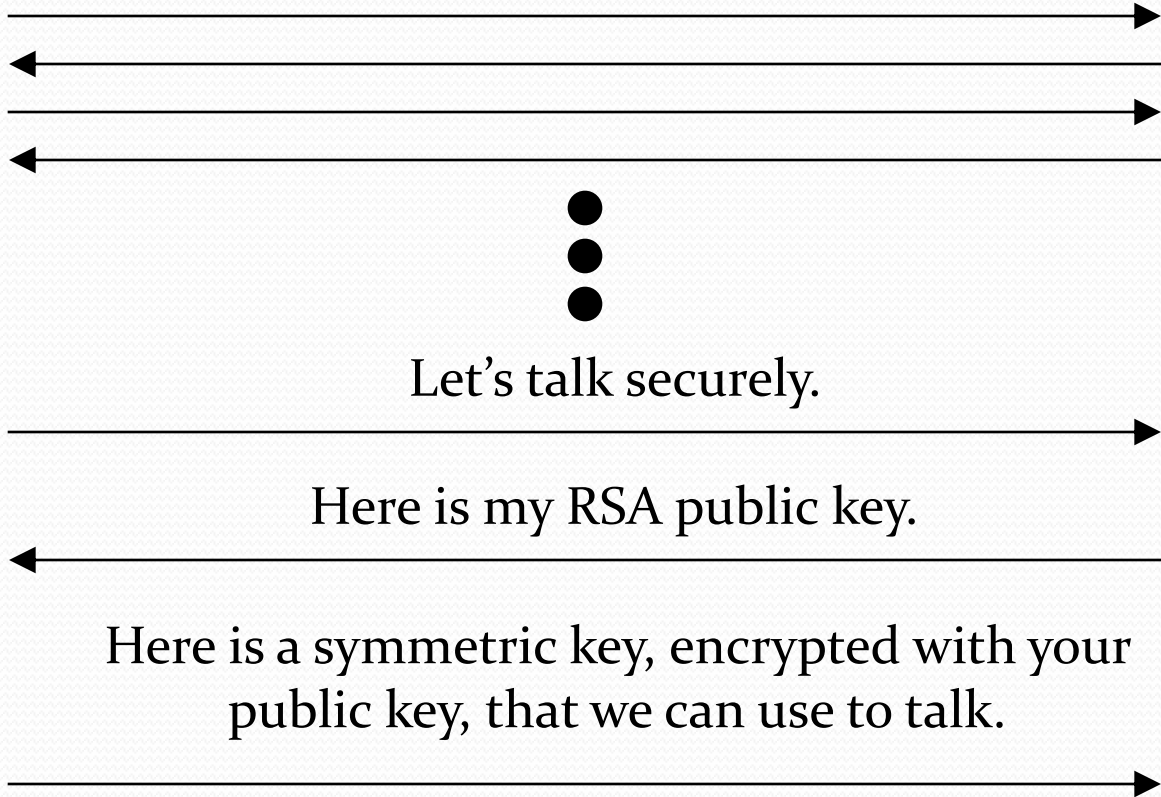 Let’s talk securely.
Here is my RSA public key.
Here is a symmetric key, encrypted with your
public key, that we can use to talk.